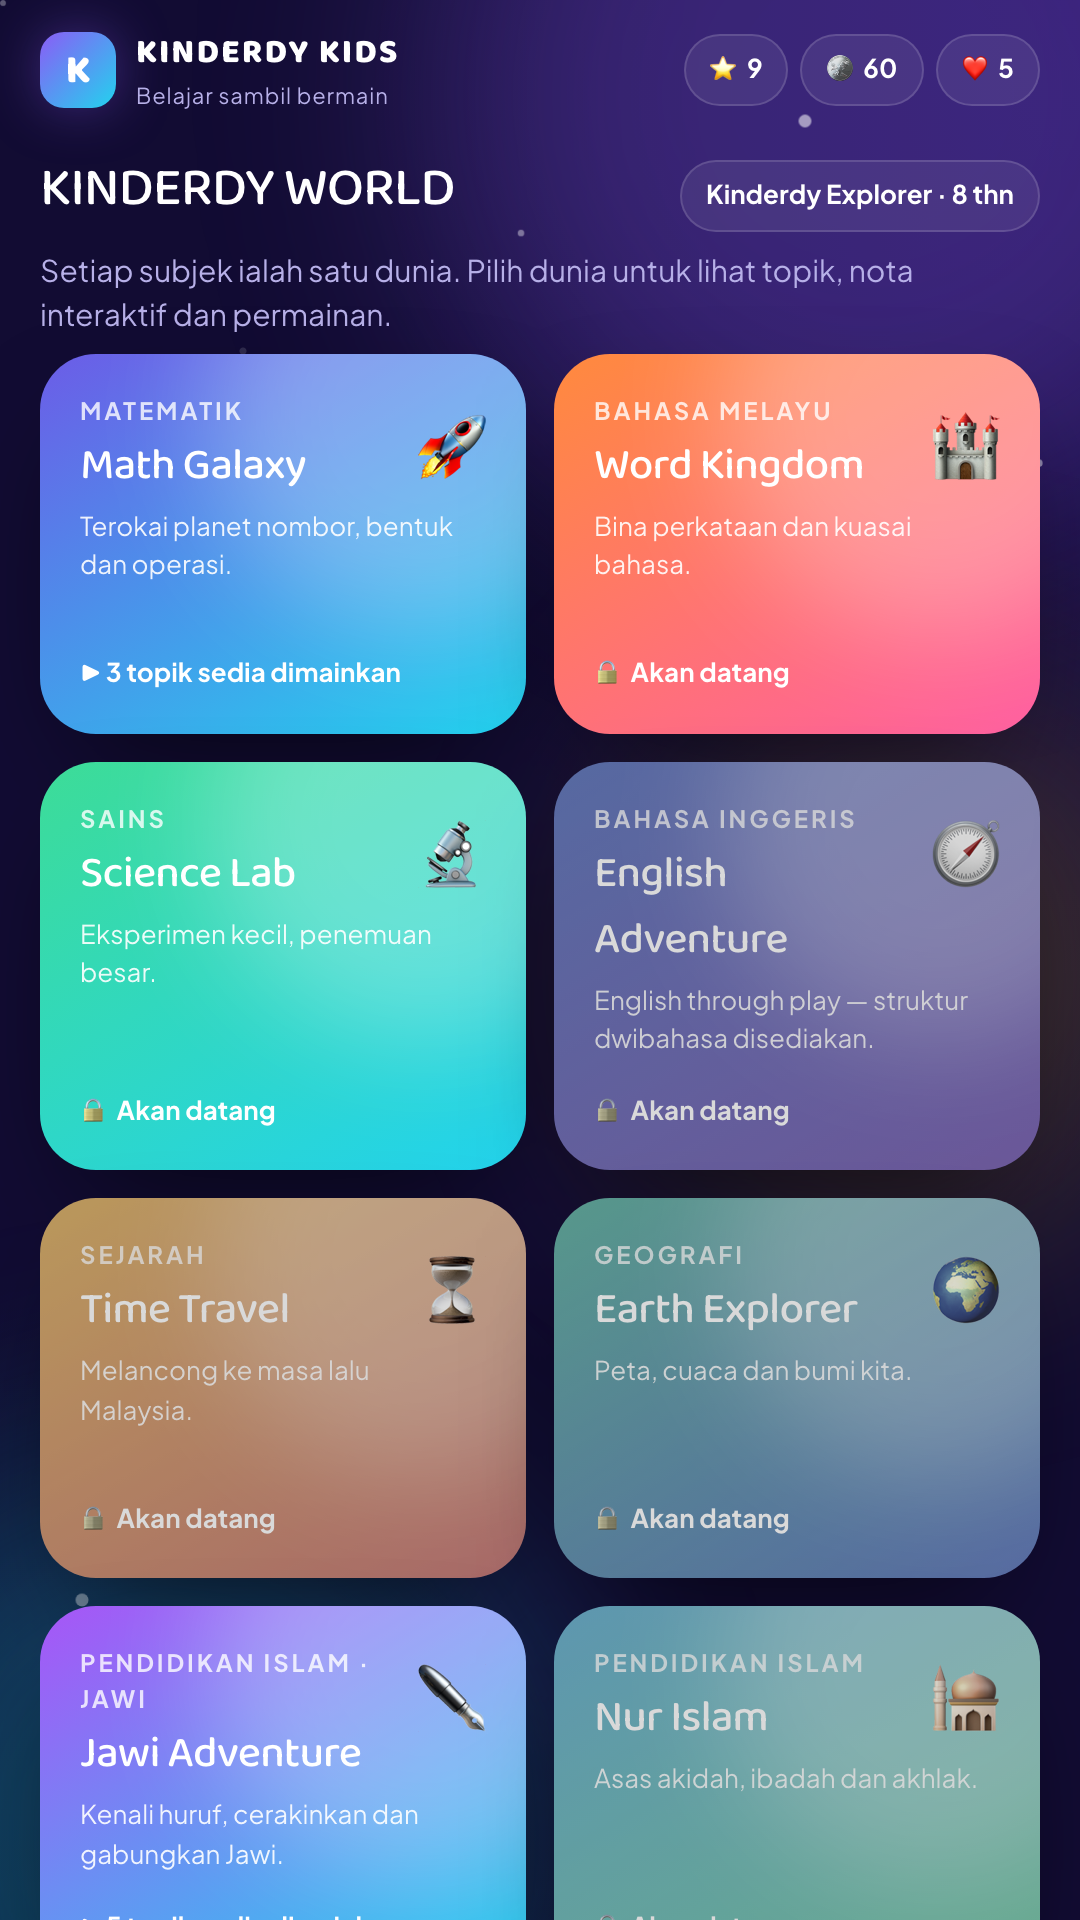 K
KINDERDY KIDS
Belajar sambil bermain
9
60
5
KINDERDY WORLD
Kinderdy Explorer · 8 thn
Setiap subjek ialah satu dunia. Pilih dunia untuk lihat topik, nota
interaktif dan permainan.
MATEMATIK
Math Galaxy
Terokai planet nombor, bentuk
dan operasi.
▶ 3 topik sedia dimainkan
BAHASA MELAYU
Word Kingdom
Bina perkataan dan kuasai
bahasa.
Akan datang
SAINS
Science Lab
Eksperimen kecil, penemuan
besar.
Akan datang
BAHASA INGGERIS
English
Adventure
English through play — struktur
dwibahasa disediakan.
Akan datang
SEJARAH
Time Travel
Melancong ke masa lalu
Malaysia.
Akan datang
GEOGRAFI
Earth Explorer
Peta, cuaca dan bumi kita.
Akan datang
PENDIDIKAN ISLAM ·
JAWI
Jawi Adventure
Kenali huruf, cerakinkan dan
gabungkan Jawi.
PENDIDIKAN ISLAM
Nur Islam
Asas akidah, ibadah dan akhlak.